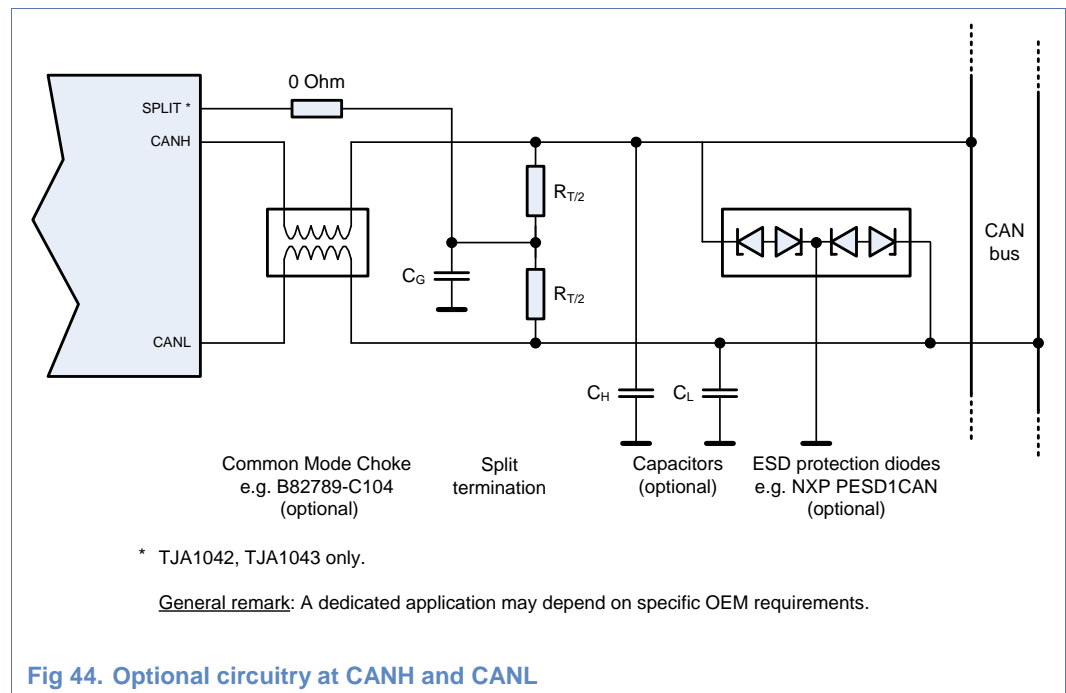 0 Ohm
SPLIT *
CANH
RT/2
CAN
bus
CG
RT/2
CANL
CH
CL
Common Mode Choke
e.g. B82789-C104
(optional)
Split
termination
Capacitors
(optional)
ESD protection diodes
e.g. NXP PESD1CAN
(optional)
* TJA1042, TJA1043 only.
General remark: A dedicated application may depend on specific OEM requirements.
Fig 44. Optional circuitry at CANH and CANL